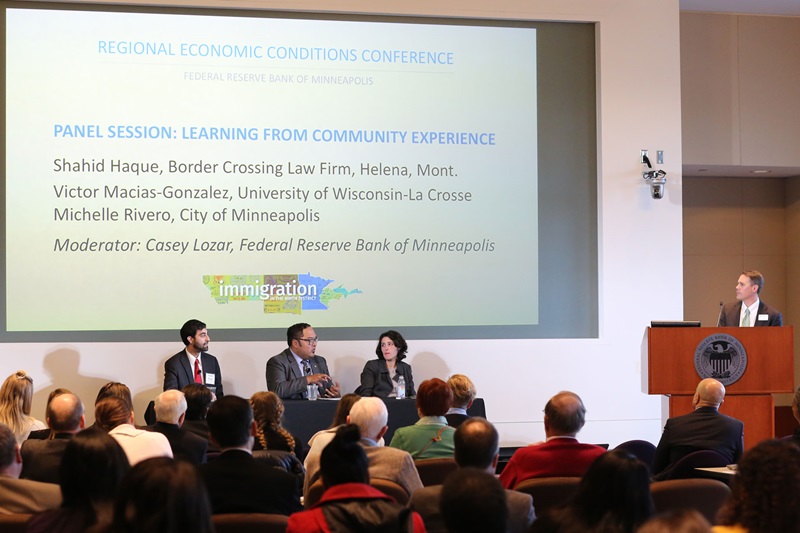 REGIONAL ECONOMIC CONDITIONS CONFERENCE
FEDERAL RESERVE BANK OF MINNEAPOLIS
PANEL SESSION: LEARNING FROM COMMUNITY EXPERIENCE
Shahid Haque, Border Crossing Law Firm, Helena, Mont.
Victor Macias-Gonzalez, University of Wisconsin-La Crosse
Michelle Rivero, City of Minneapolis
Moderator: Casey Lozar, Federal Reserve Bank of Minneapolis
immigration